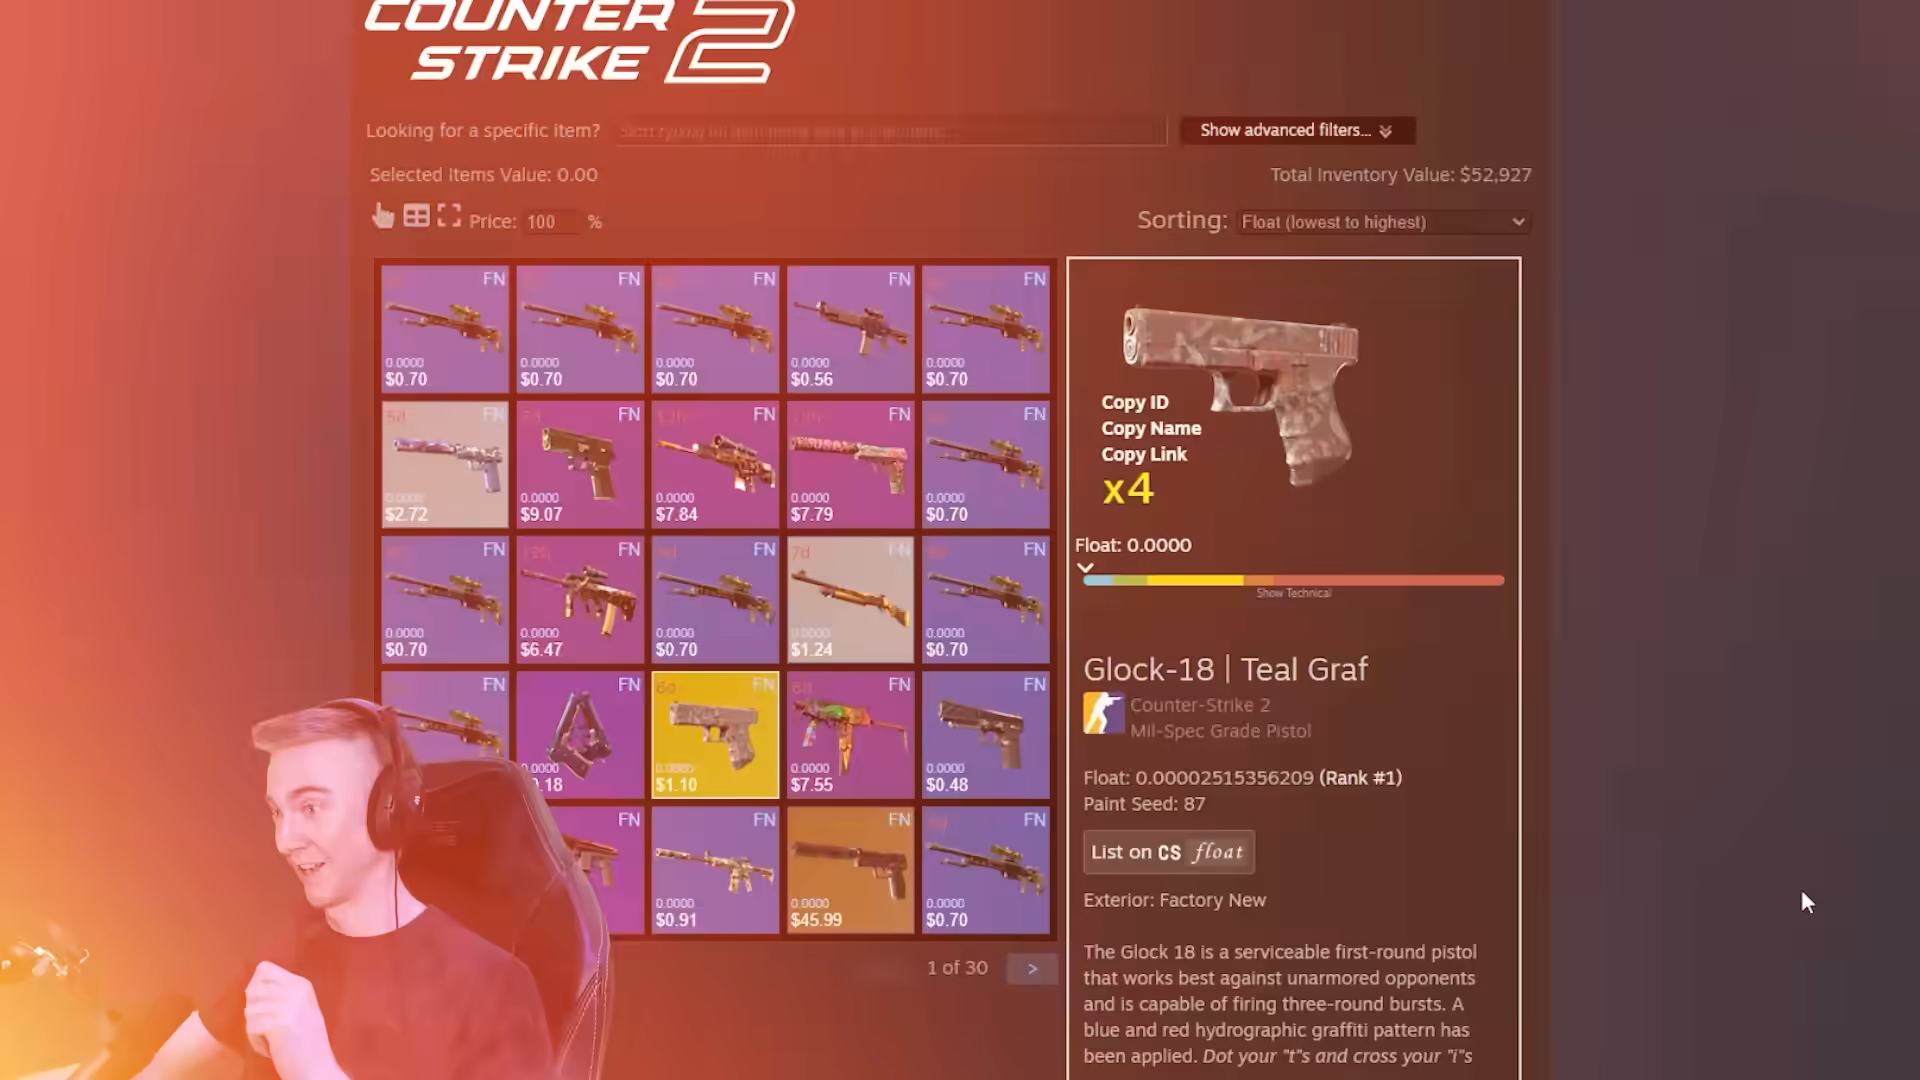 COUNTER
STRIKE 2
Looking for a specific item?
Show advanced filters...
Selected Items Value: 0.00
Total Inventory Value: $52,927
Price: 100 %
Sorting: Float (lowest to highest)
FN FN FN FN FN
0.0000 0.0000 0.0000 0.0000 0.0000
$0.70 $0.70 $0.70 $0.56 $0.70
5d FN FN FN FN FN
0.0000 0.0000 0.0000 0.0000 0.0000
$2.72 $9.07 $7.84 $7.79 $0.70
FN FN FN 7d FN FN
0.0000 0.0000 0.0000 0.0000 0.0000
$0.70 $6.47 $0.70 $1.24 $0.70
FN 6d FN FN FN
0.0000 0.0000 0.0000
.18 $1.10 $7.55 $0.48
FN FN FN FN
0.0000 0.0000 0.0000
$0.91 $45.99 $0.70
1 of 30 >
Copy ID
Copy Name
Copy Link
x4
Float: 0.0000
Show Technical
Glock-18 | Teal Graf
Counter-Strike 2
Mil-Spec Grade Pistol
Float: 0.00002515356209 (Rank #1)
Paint Seed: 87
List on CS float
Exterior: Factory New
The Glock 18 is a serviceable first-round pistol
that works best against unarmored opponents
and is capable of firing three-round bursts. A
blue and red hydrographic graffiti pattern has
been applied. Dot your "t"s and cross your "i"s